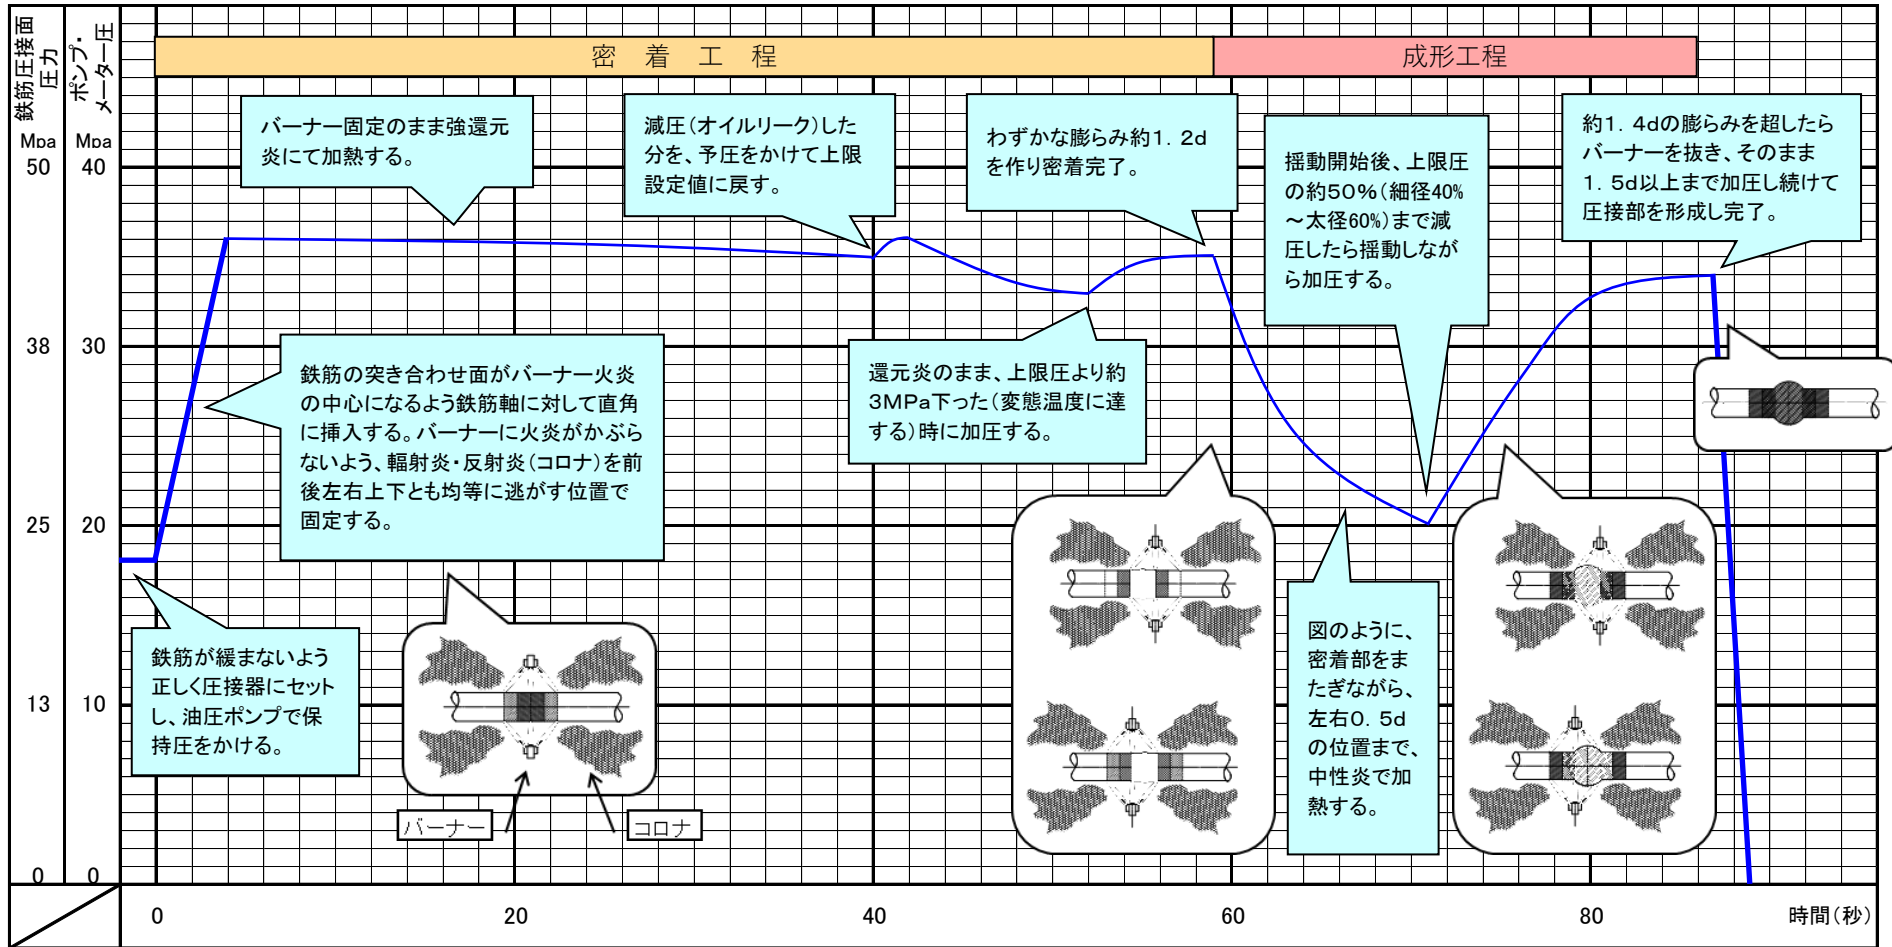 鉄筋圧接面
圧力
ポンプ・
メーター圧
Mpa
Mpa
50
40
38
30
25
20
13
10
0
0
密 着 工 程
成形工程
バーナー固定のまま強還元
炎にて加熱する。
減圧(オイルリーク)した
分を、予圧をかけて上限
設定値に戻す。
わずかな膨らみ約1. 2d
を作り密着完了。
揺動開始後、上限圧
の約50%(細径40%
~太径60%)まで減
圧したら揺動しなが
ら加圧する。
約1. 4dの膨らみを超したら
バーナーを抜き、そのまま
1. 5d以上まで加圧し続けて
圧接部を形成し完了。
鉄筋の突き合わせ面がバーナー火炎
の中心になるよう鉄筋軸に対して直角
に挿入する。バーナーに火炎がかぶら
ないよう、輻射炎・反射炎(コロナ)を前
後左右上下とも均等に逃がす位置で
固定する。
還元炎のまま、上限圧より約
3MPa下った(変態温度に達
する)時に加圧する。
鉄筋が緩まないよう
正しく圧接器にセット
し、油圧ポンプで保
持圧をかける。
図のように、
密着部をま
たぎながら、
左右0. 5d
の位置まで、
中性炎で加
熱する。
バーナー
コロナ
0
20
40
60
80
時間(秒)